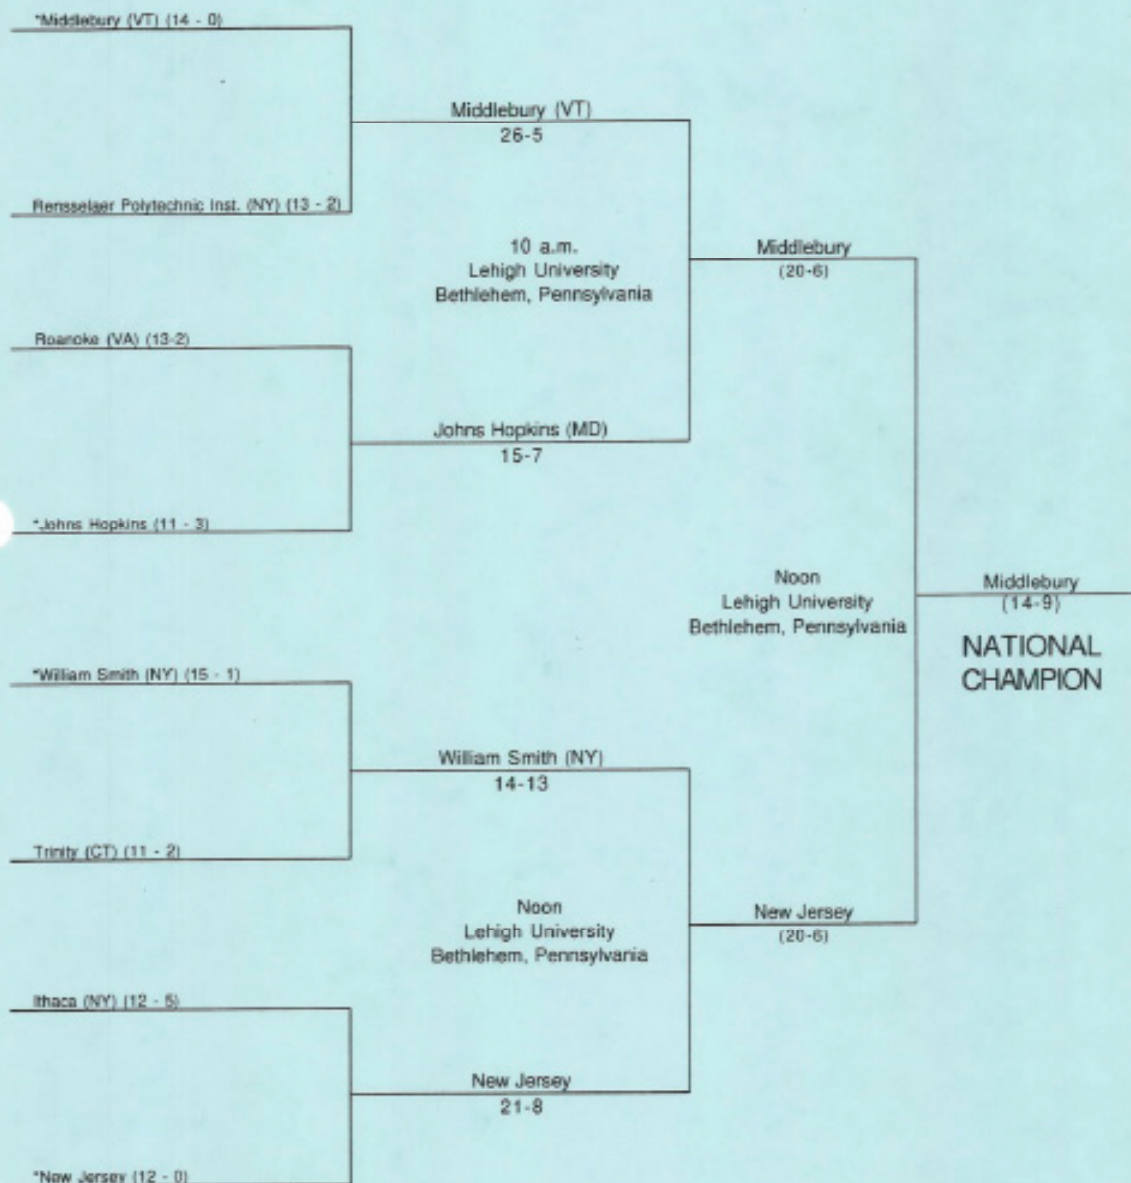 *Middlebury (VT) (14 - 0)
Middlebury (VT)
26-5
Rensselaer Polytechnic Inst. (NY) (13 - 2)
10 a.m.
Lehigh University
Bethlehem, Pennsylvania
Middlebury
(20-6)
Roanoke (VA) (13-2)
Johns Hopkins (MD)
15-7
*Johns Hopkins (11 - 3)
Noon
Lehigh University
Bethlehem, Pennsylvania
Middlebury
(14-9)
NATIONAL
CHAMPION
*William Smith (NY) (15 - 1)
William Smith (NY)
14-13
Trinity (CT) (11 - 2)
Noon
Lehigh University
Bethlehem, Pennsylvania
New Jersey
(20-6)
Ithaca (NY) (12 - 5)
New Jersey
21-8
*New Jersey (12 - 0)